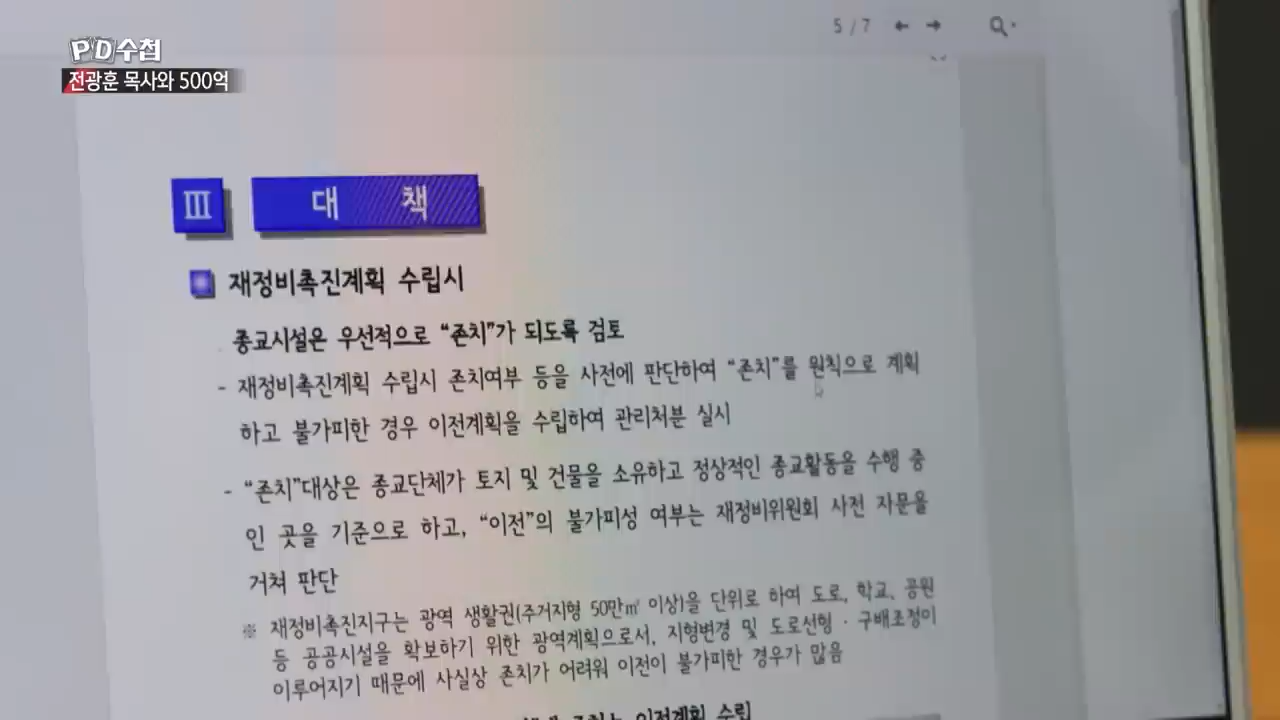 5 / 7
PD수첩
전광훈 목사와 500억
Ⅲ 대 책
재정비촉진계획 수립시
종교시설은 우선적으로 “존치”가 되도록 검토
- 재정비촉진계획 수립시 존치여부 등을 사전에 판단하여 “존치”를 원칙으로 계획
하고 불가피한 경우 이전계획을 수립하여 관리처분 실시
- “존치”대상은 종교단체가 토지 및 건물을 소유하고 정상적인 종교활동을 수행 중
인 곳을 기준으로 하고, “이전”의 불가피성 여부는 재정비위원회 사전 자문을
거쳐 판단
※ 재정비촉진지구는 광역 생활권(주거지형 50만㎡ 이상)을 단위로 하여 도로, 학교, 공원
등 공공시설을 확보하기 위한 광역계획으로서, 지형변경 및 도로선형 · 구배조정이
이루어지기 때문에 사실상 존치가 어려워 이전이 불가피한 경우가 많음
이전계획 수립